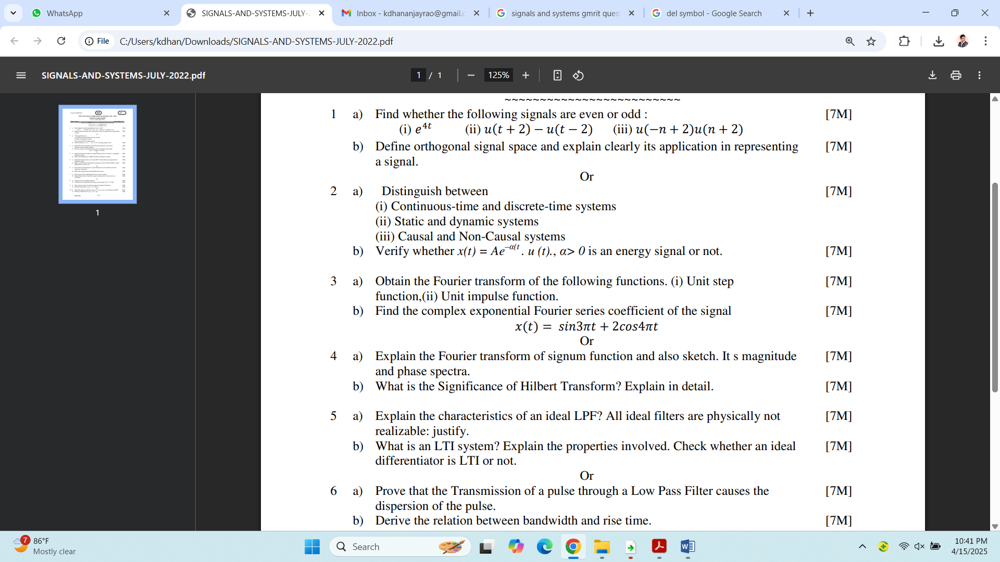 WhatsApp
SIGNALS-AND-SYSTEMS-JULY-2
Inbox - kdhananjayrao@gmail.c
signals and systems gmrit quest
del symbol - Google Search
File
C:/Users/kdhan/Downloads/SIGNALS-AND-SYSTEMS-JULY-2022.pdf
SIGNALS-AND-SYSTEMS-JULY-2022.pdf
1 / 1
125%
1
~~~~~~~~~~~~~~~~~~~~~~~~~
1 a) Find whether the following signals are even or odd : [7M]
(i) e^{4t} (ii) u(t + 2) − u(t − 2) (iii) u(−n + 2)u(n + 2)
b) Define orthogonal signal space and explain clearly its application in representing [7M]
a signal.
Or
2 a) Distinguish between [7M]
(i) Continuous-time and discrete-time systems
(ii) Static and dynamic systems
(iii) Causal and Non-Causal systems
b) Verify whether x(t) = Ae^{−α(t} . u (t)., α> 0 is an energy signal or not. [7M]
3 a) Obtain the Fourier transform of the following functions. (i) Unit step [7M]
function,(ii) Unit impulse function.
b) Find the complex exponential Fourier series coefficient of the signal [7M]
x(t) = sin3πt + 2cos4πt
Or
4 a) Explain the Fourier transform of signum function and also sketch. It s magnitude [7M]
and phase spectra.
b) What is the Significance of Hilbert Transform? Explain in detail. [7M]
5 a) Explain the characteristics of an ideal LPF? All ideal filters are physically not [7M]
realizable: justify.
b) What is an LTI system? Explain the properties involved. Check whether an ideal [7M]
differentiator is LTI or not.
Or
6 a) Prove that the Transmission of a pulse through a Low Pass Filter causes the [7M]
dispersion of the pulse.
b) Derive the relation between bandwidth and rise time. [7M]
7
86°F
Mostly clear
Search
10:41 PM
4/15/2025